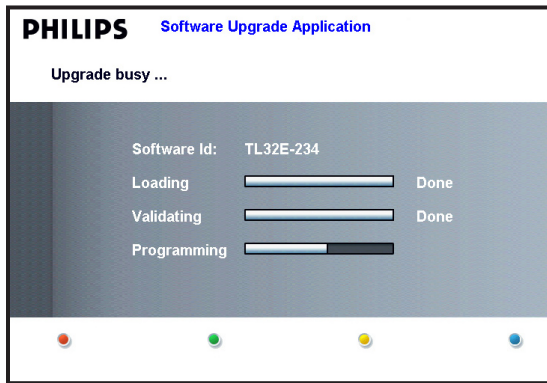 PHILIPS Software Upgrade Application
Upgrade busy ...
Software Id: TL32E-234
Loading Done
Validating Done
Programming